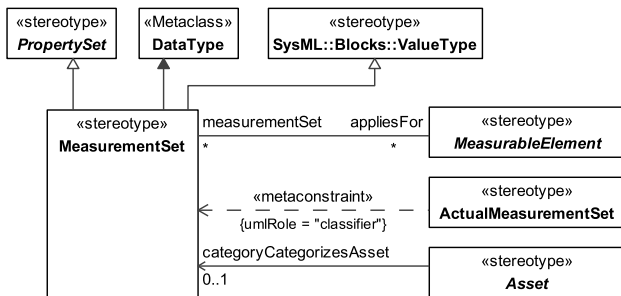 «stereotype»
PropertySet
«Metaclass»
DataType
«stereotype»
SysML::Blocks::ValueType
«stereotype»
MeasurementSet
measurementSet
appliesFor
*
*
«stereotype»
MeasurableElement
«metaconstraint»
{umlRole = "classifier"}
«stereotype»
ActualMeasurementSet
categoryCategorizesAsset
0..1
«stereotype»
Asset